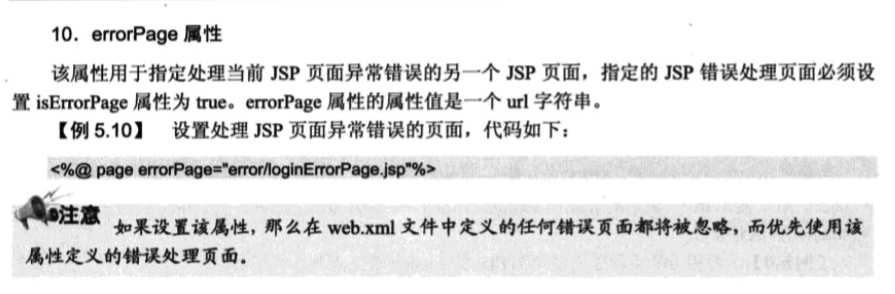 10．errorPage 属性
该属性用于指定处理当前 JSP 页面异常错误的另一个 JSP 页面，指定的 JSP 错误处理页面必须设
置 isErrorPage 属性为 true。errorPage 属性的属性值是一个 url 字符串。
【例 5.10】 设置处理 JSP 页面异常错误的页面，代码如下：
<%@ page errorPage="error/loginErrorPage.jsp"%>
注意
如果设置该属性，那么在 web.xml 文件中定义的任何错误页面都将被忽略，而优先使用该
属性定义的错误处理页面。